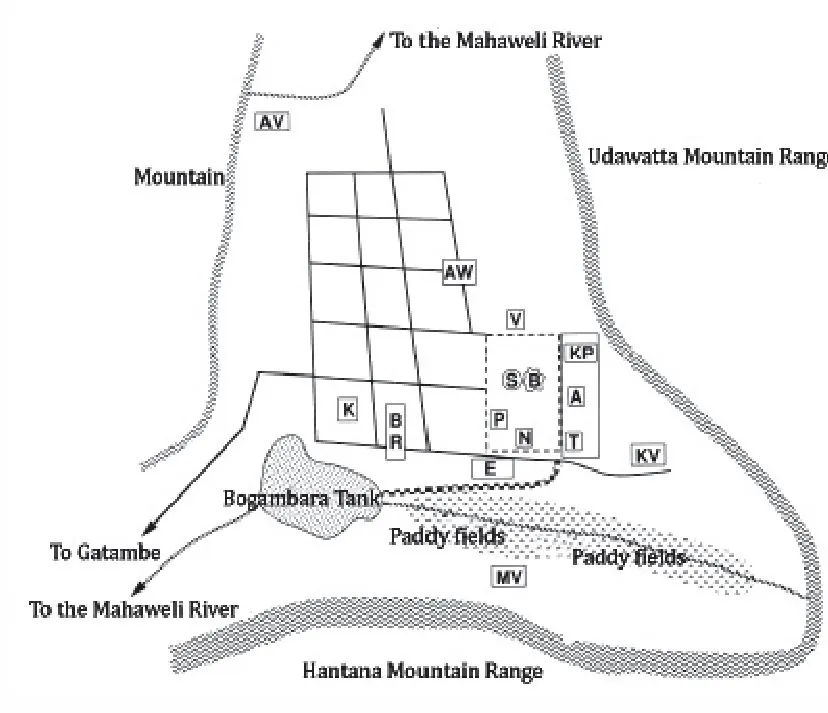 To the Mahaweli River
AV
Udawatta Mountain Rang
Mountain
AW
V
KP
S B
A
K
B
R
P
N
T
E
KV
Bogambara Tank
Paddy fields
To Gatambe
Paddy fields
MV
To the Mahaweli River
Hantana Mountain Range